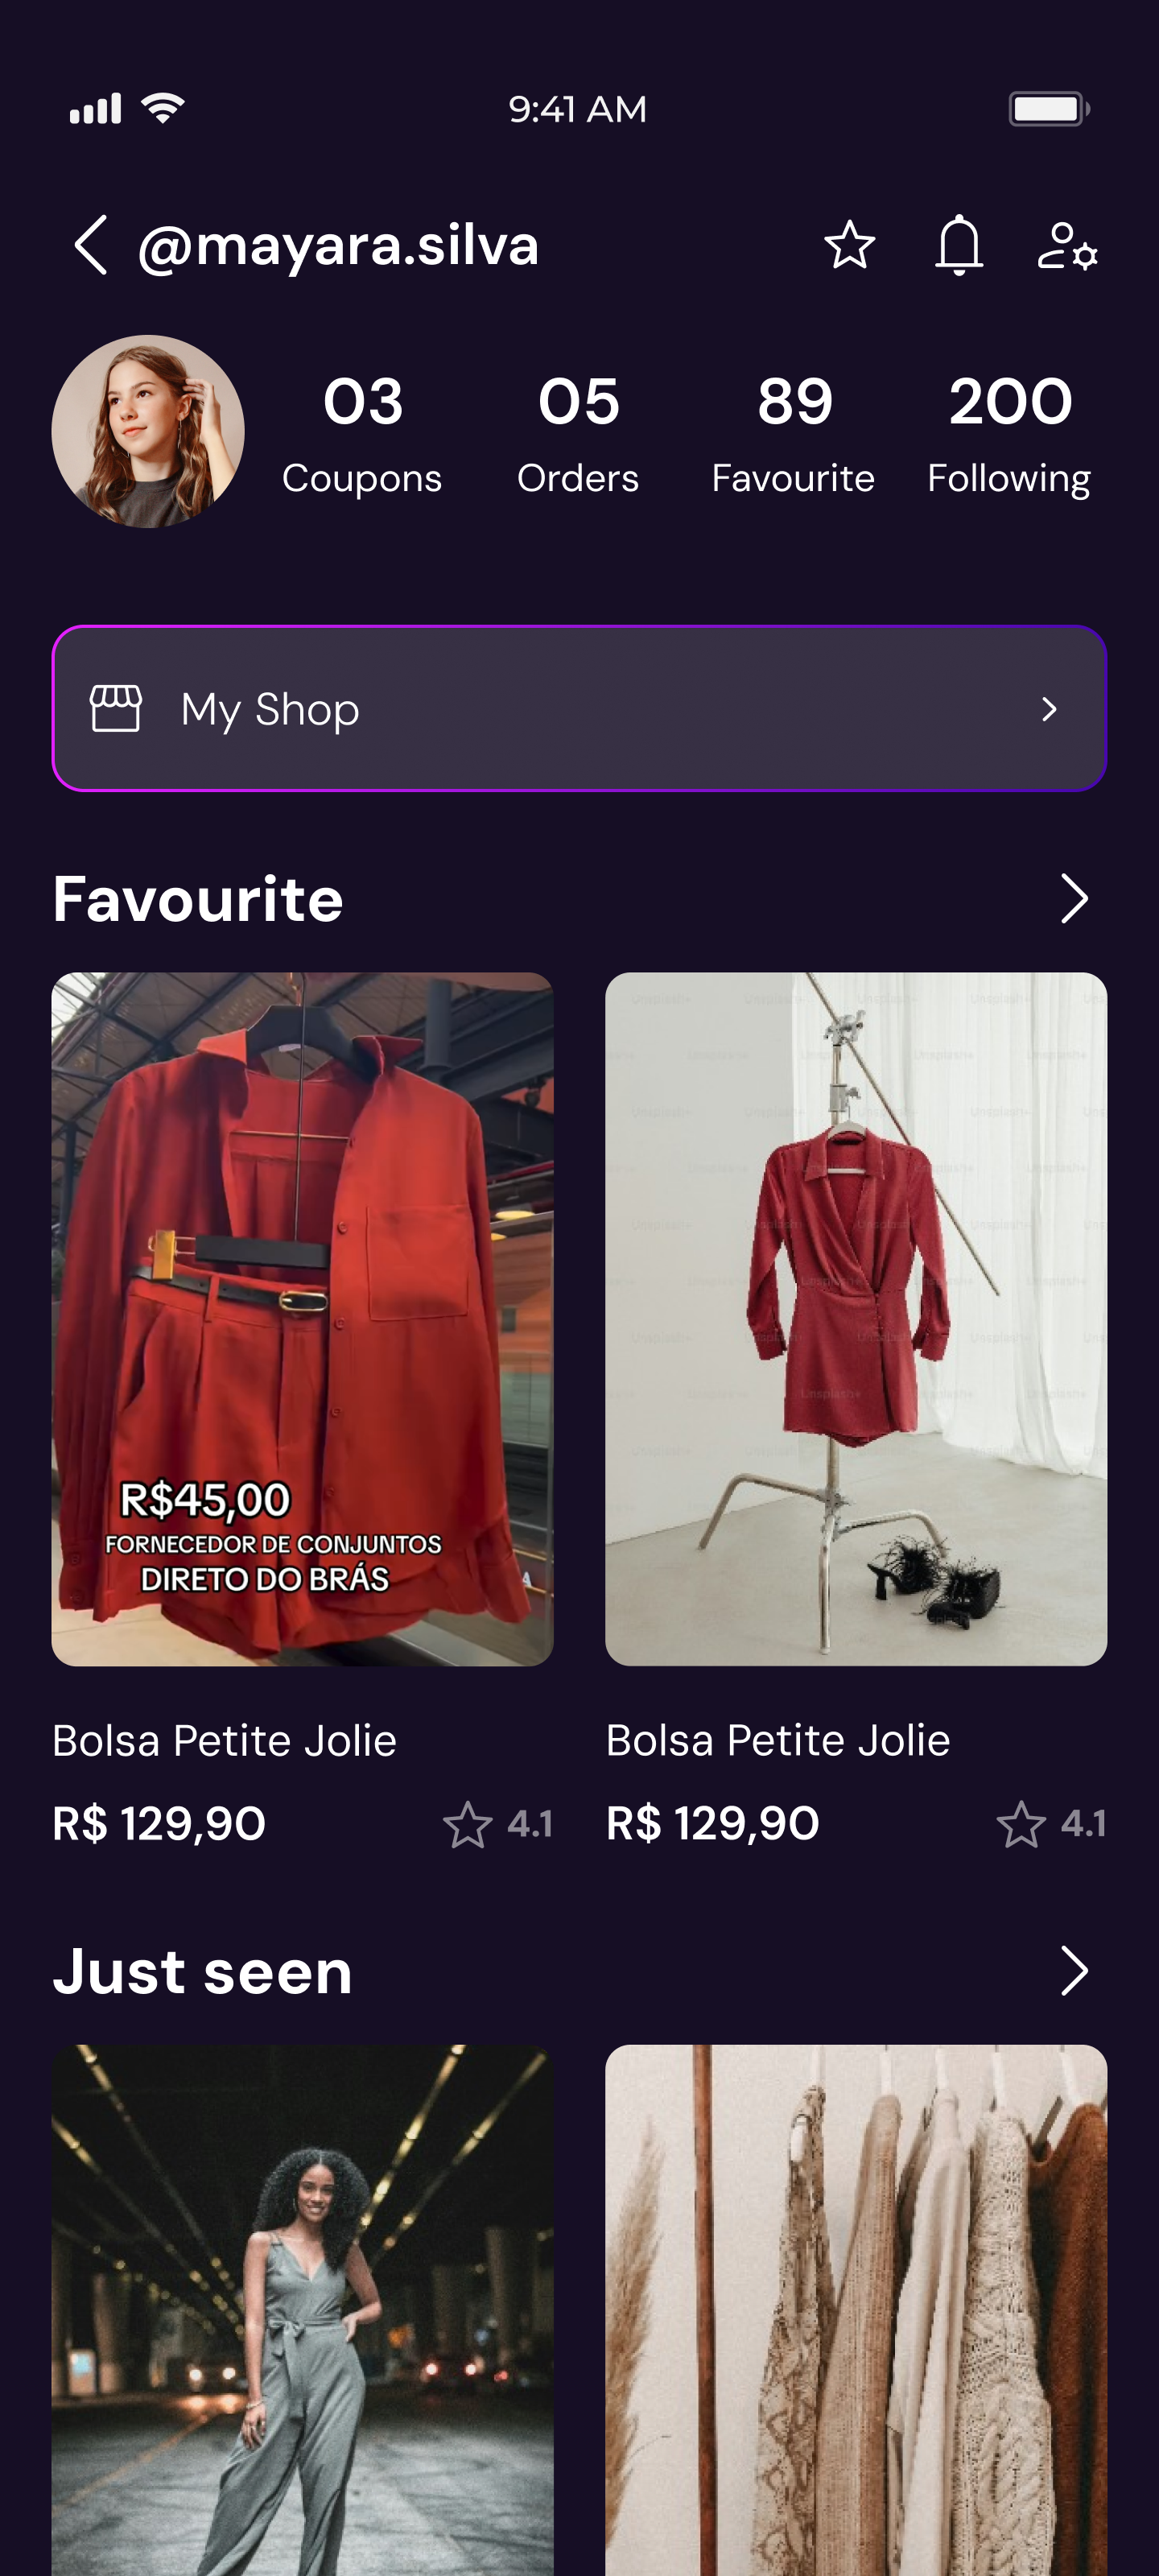 9:41 AM
@mayara.silva
03 05 89 200
Coupons Orders Favourite Following
My Shop
Favourite
R$45,00
FORNECEDOR DE CONJUNTOS
DIRETO DO BRÁS
Unsplash+
Bolsa Petite Jolie Bolsa Petite Jolie
R$ 129,90 4.1 R$ 129,90 4.1
Just seen